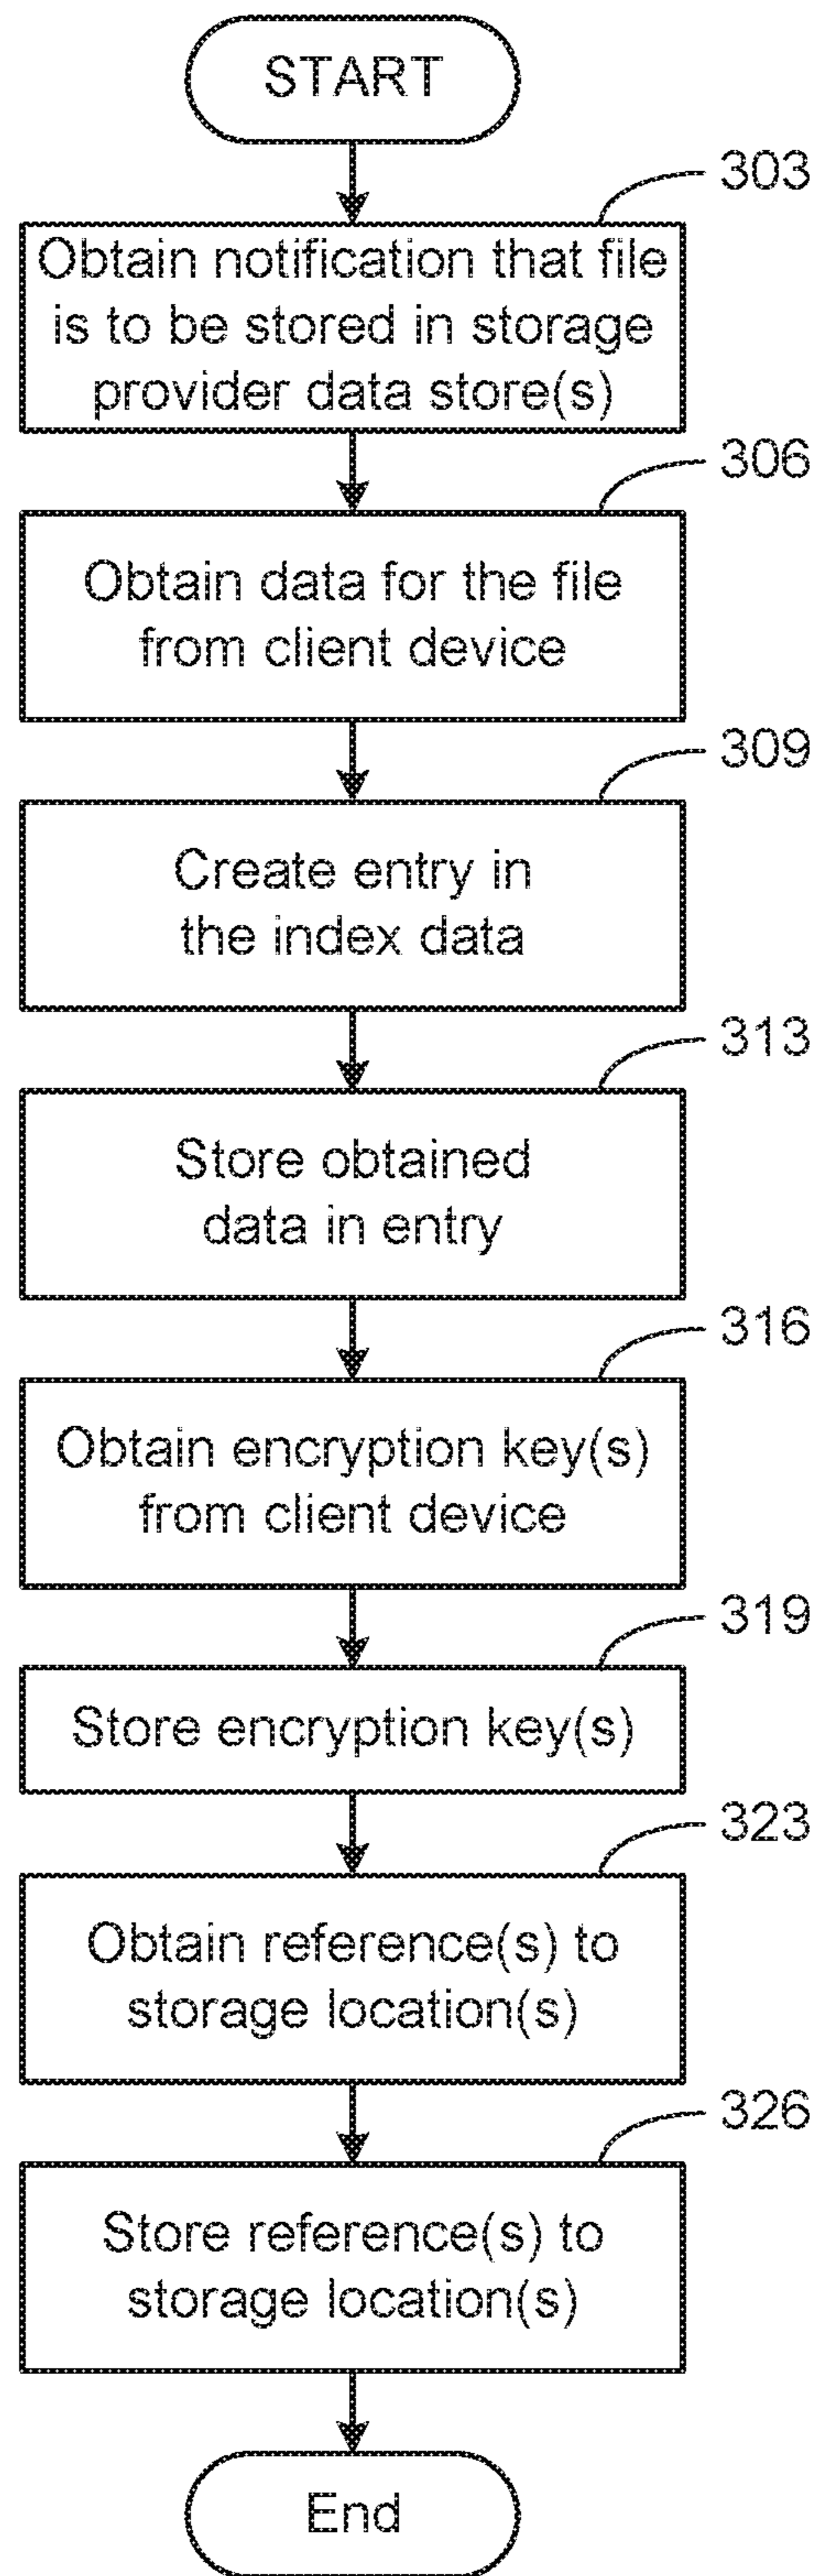 START
303
Obtain notification that file
is to be stored in storage
provider data store(s)
306
Obtain data for the file
from client device
309
Create entry in
the index data
313
Store obtained
data in entry
316
Obtain encryption key(s)
from client device
319
Store encryption key(s)
323
Obtain reference(s) to
storage location(s)
326
Store reference(s) to
storage location(s)
End